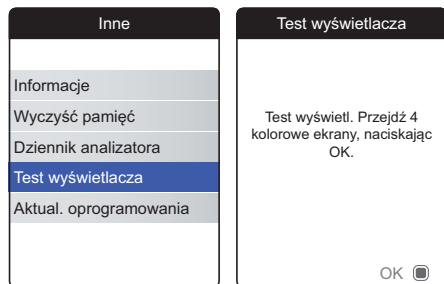 Inne
Informacje
Wyczyść pamięć
Dziennik analizatora
Test wyświetlacza
Aktual. oprogramowania
Test wyświetlacza
Test wyświetl. Przejdź 4
kolorowe ekrany, naciskając
OK.
OK